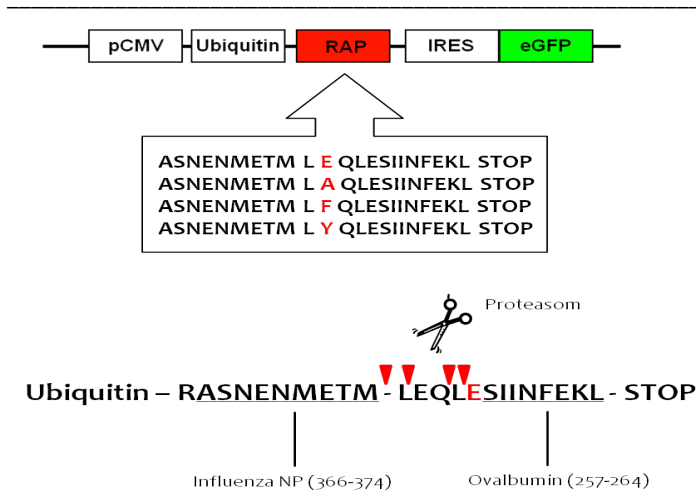 pCMV Ubiquitin RAP IRES eGFP
ASNENMETM L E QLESIINFEKL STOP
ASNENMETM L A QLESIINFEKL STOP
ASNENMETM L F QLESIINFEKL STOP
ASNENMETM L Y QLESIINFEKL STOP
Proteasom
Ubiquitin – RASNENMETM - LEQLESIINFEKL - STOP
Influenza NP (366-374) Ovalbumin (257-264)